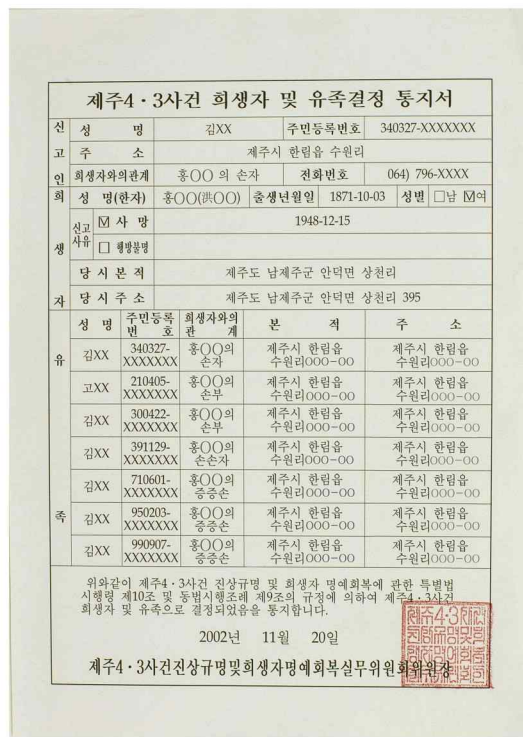 제주4·3사건 희생자 및 유족결정 통지서
신고인 성 명 김XX 주민등록번호 340327-XXXXXXX
주 소 제주시 한림읍 수원리
희생자와의관계 홍○○ 의 손자 전화번호 064) 796-XXXX
희생자 성 명(한자) 홍○○(洪○○) 출생년월일 1871-10-03 성별 □남 ☑여
신고사유 ☑ 사 망 1948-12-15
□ 행방불명
당 시 본 적 제주도 남제주군 안덕면 상천리
당 시 주 소 제주도 남제주군 안덕면 상천리 395
유족 성 명 주민등록번 호 희생자와의관 계 본 적 주 소
김XX 340327-XXXXXXX 홍○○의 손자 제주시 한림읍 수원리○○○-○○ 제주시 한림읍 수원리○○○-○○
고XX 210405-XXXXXXX 홍○○의 손부 제주시 한림읍 수원리○○○-○○ 제주시 한림읍 수원리○○○-○○
김XX 300422-XXXXXXX 홍○○의 손부 제주시 한림읍 수원리○○○-○○ 제주시 한림읍 수원리○○○-○○
김XX 391129-XXXXXXX 홍○○의 손손자 제주시 한림읍 수원리○○○-○○ 제주시 한림읍 수원리○○○-○○
김XX 710601-XXXXXXX 홍○○의 증증손 제주시 한림읍 수원리○○○-○○ 제주시 한림읍 수원리○○○-○○
김XX 950203-XXXXXXX 홍○○의 증증손 제주시 한림읍 수원리○○○-○○ 제주시 한림읍 수원리○○○-○○
김XX 990907-XXXXXXX 홍○○의 증증손 제주시 한림읍 수원리○○○-○○ 제주시 한림읍 수원리○○○-○○
위와같이 제주4·3사건 진상규명 및 희생자 명예회복에 관한 특별법
시행령 제10조 및 동법시행조례 제9조의 규정에 의하여 제주4·3사건
희생자 및 유족으로 결정되었음을 통지합니다.
2002년 11월 20일
제주4·3사건진상규명및희생자명예회복실무위원회위원장